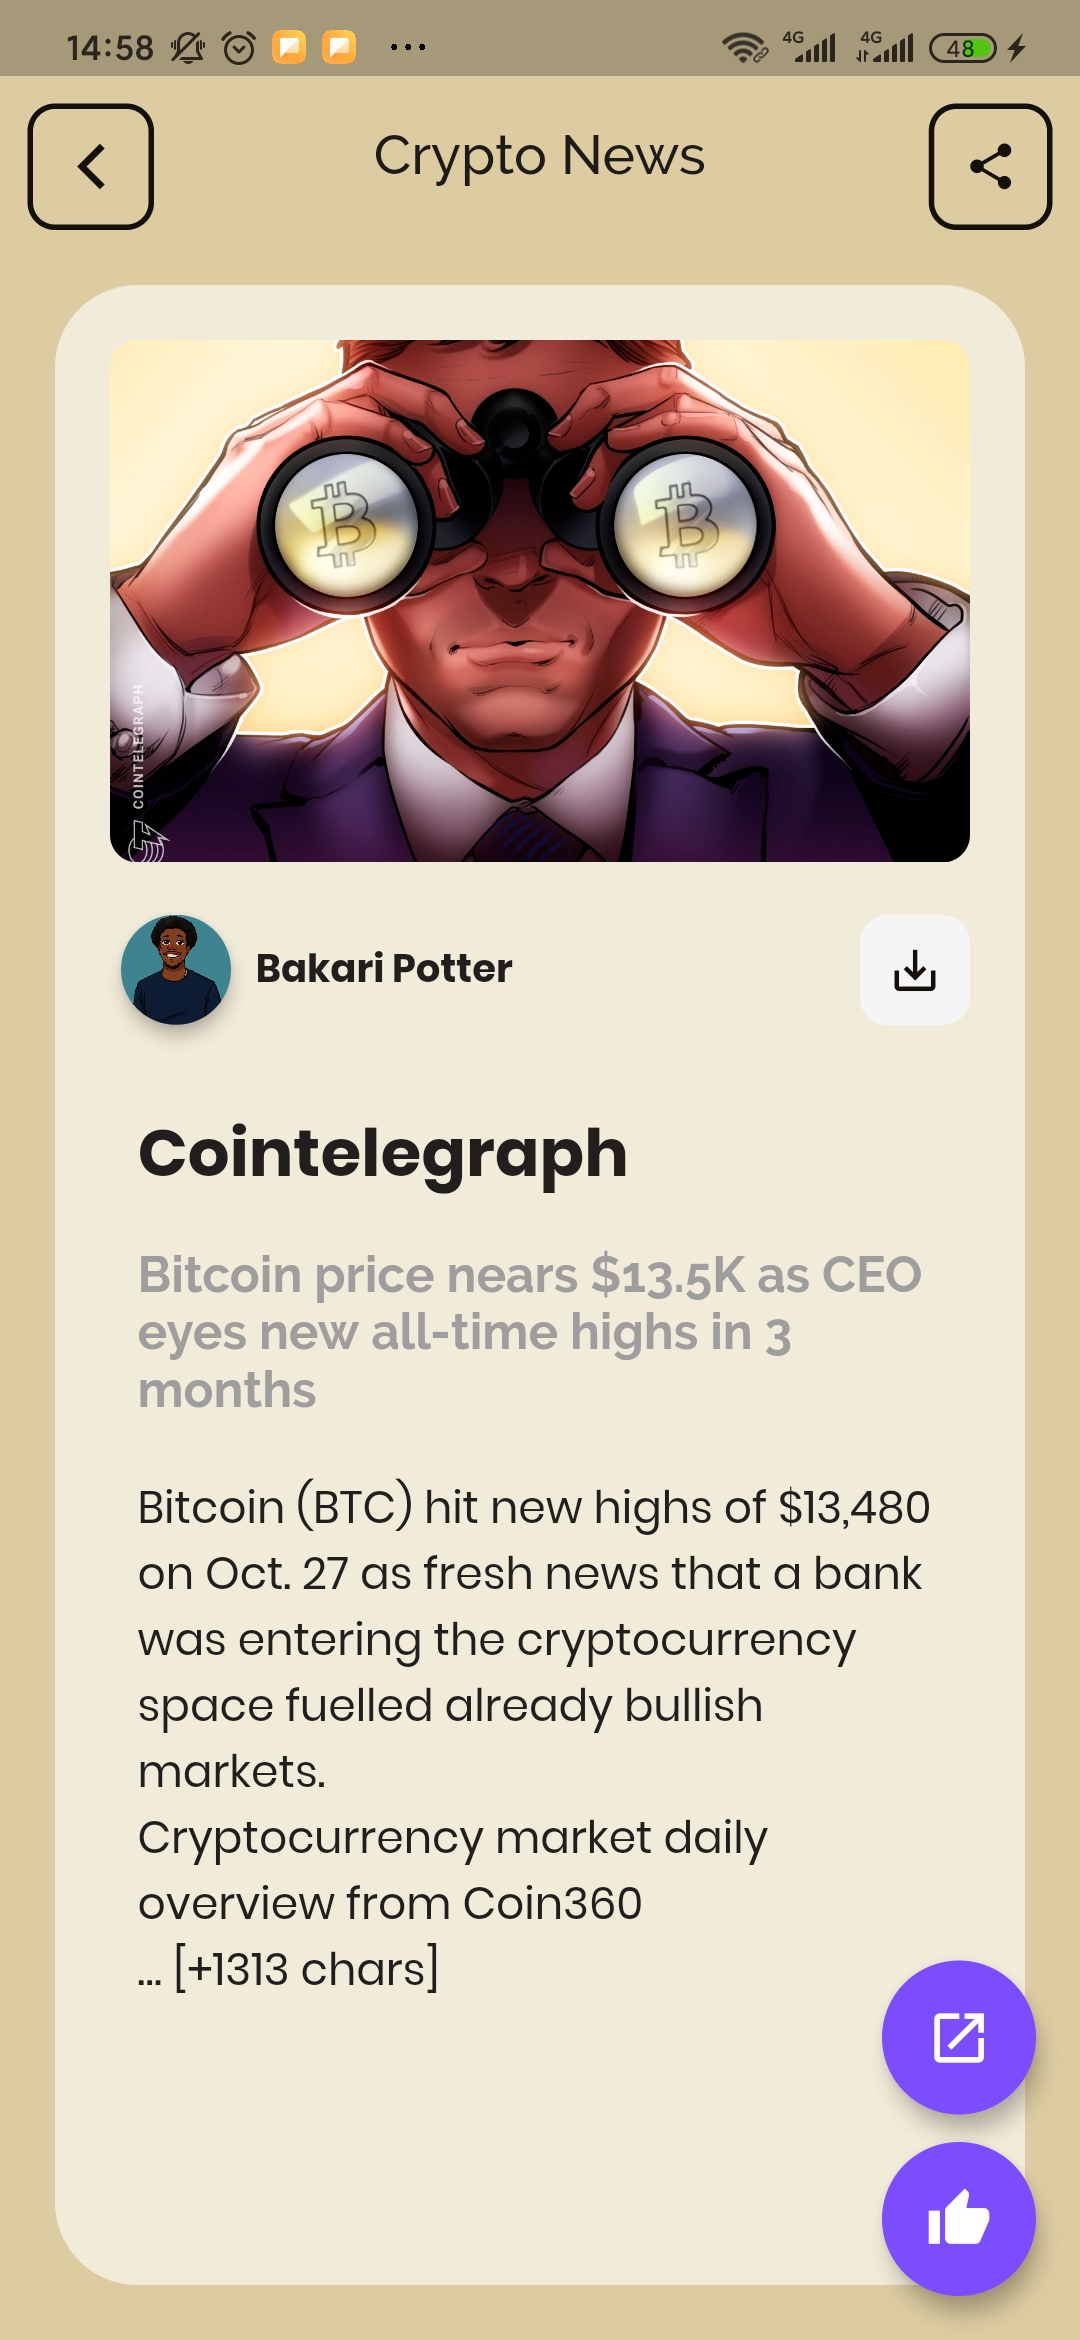 14:58
4G
4G
48
Crypto News
COINTELEGRAPH
Bakari Potter
Cointelegraph
Bitcoin price nears $13.5K as CEO
eyes new all-time highs in 3
months
Bitcoin (BTC) hit new highs of $13,480
on Oct. 27 as fresh news that a bank
was entering the cryptocurrency
space fuelled already bullish
markets.
Cryptocurrency market daily
overview from Coin360
... [+1313 chars]